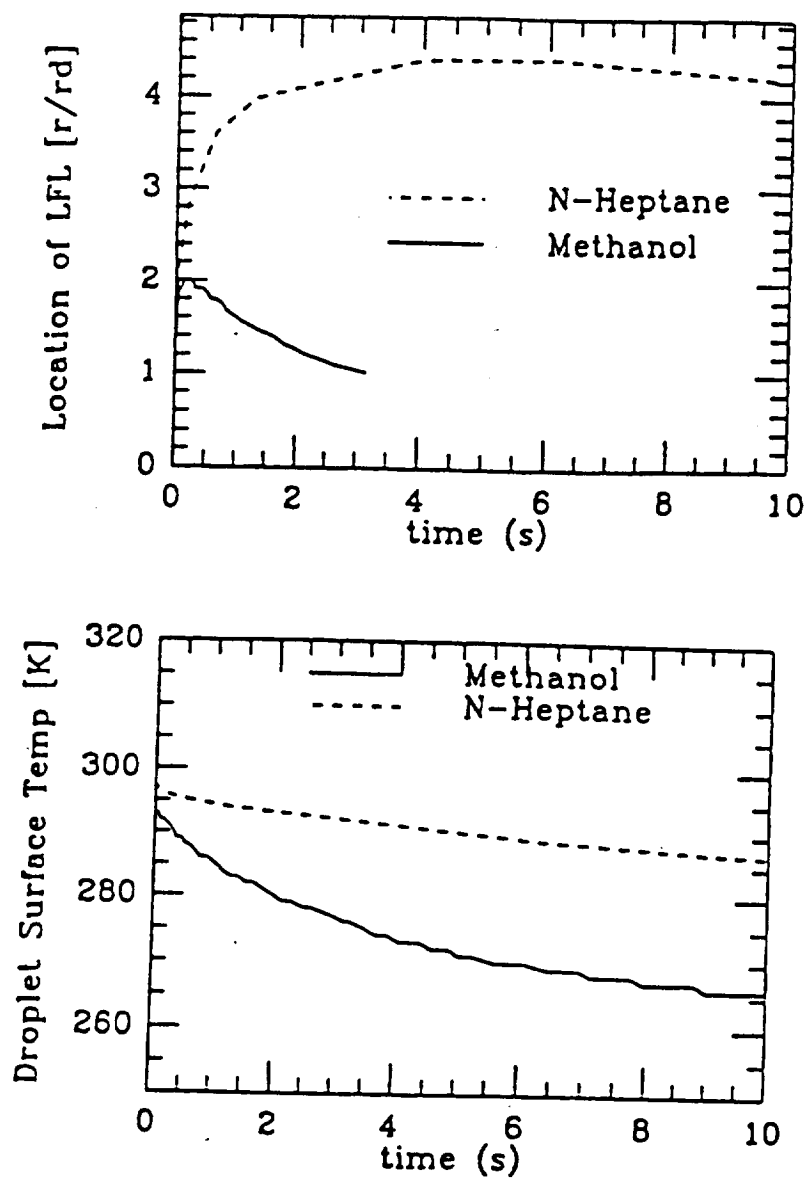 Location of LFL [r/rd]
4
3
2
1
0
N-Heptane
Methanol
0 2 4 6 8 10
time (s)
Droplet Surface Temp [K]
320
300
280
260
Methanol
N-Heptane
0 2 4 6 8 10
time (s)